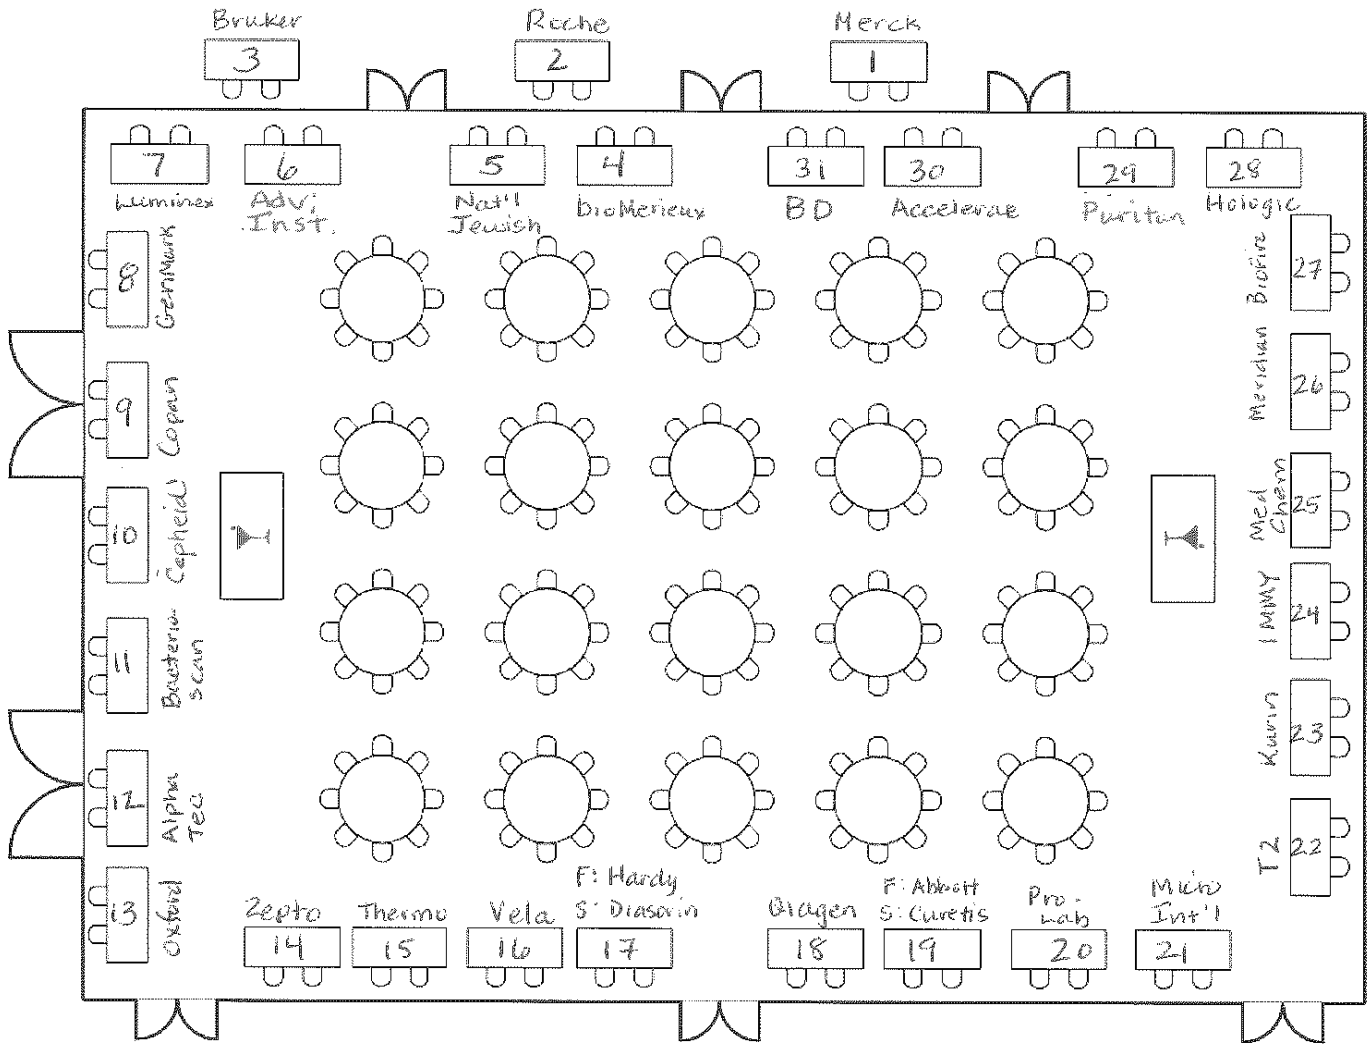 Bruker
3
Roche
2
Merck
1
7
Luminex
6
Adv.
Inst.
5
Nat'l
Jewish
4
bioMerieux
31
BD
30
Accelerae
29
Puritan
28
Hologic
8
GenMark
9
Copan
10
Cepheid
11
Bacterio
scan
12
Alpha
Tec
13
Oxford
27
BioFire
26
Meridian
25
Med
Chem
24
IMMY
23
Kurin
22
T2
Zepto
14
Thermo
15
Vela
16
F: Hardy
S: Diasorin
17
Qiagen
18
F: Abbott
S: Curetis
19
Pro-
Lab
20
Micro
Int'l
21